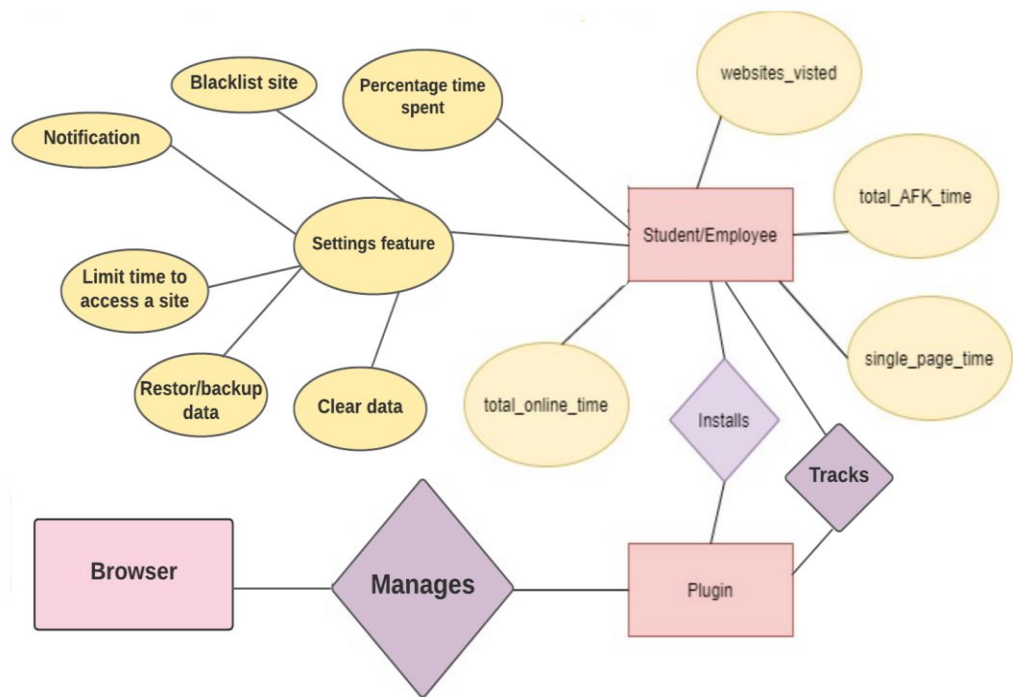 websites_visted
Blacklist site
Percentage time
spent
Notification
total_AFK_time
Student/Employee
Settings feature
Limit time to
access a site
single_page_time
Restor/backup
data
Clear data
total_online_time
Installs
Tracks
Browser
Manages
Plugin